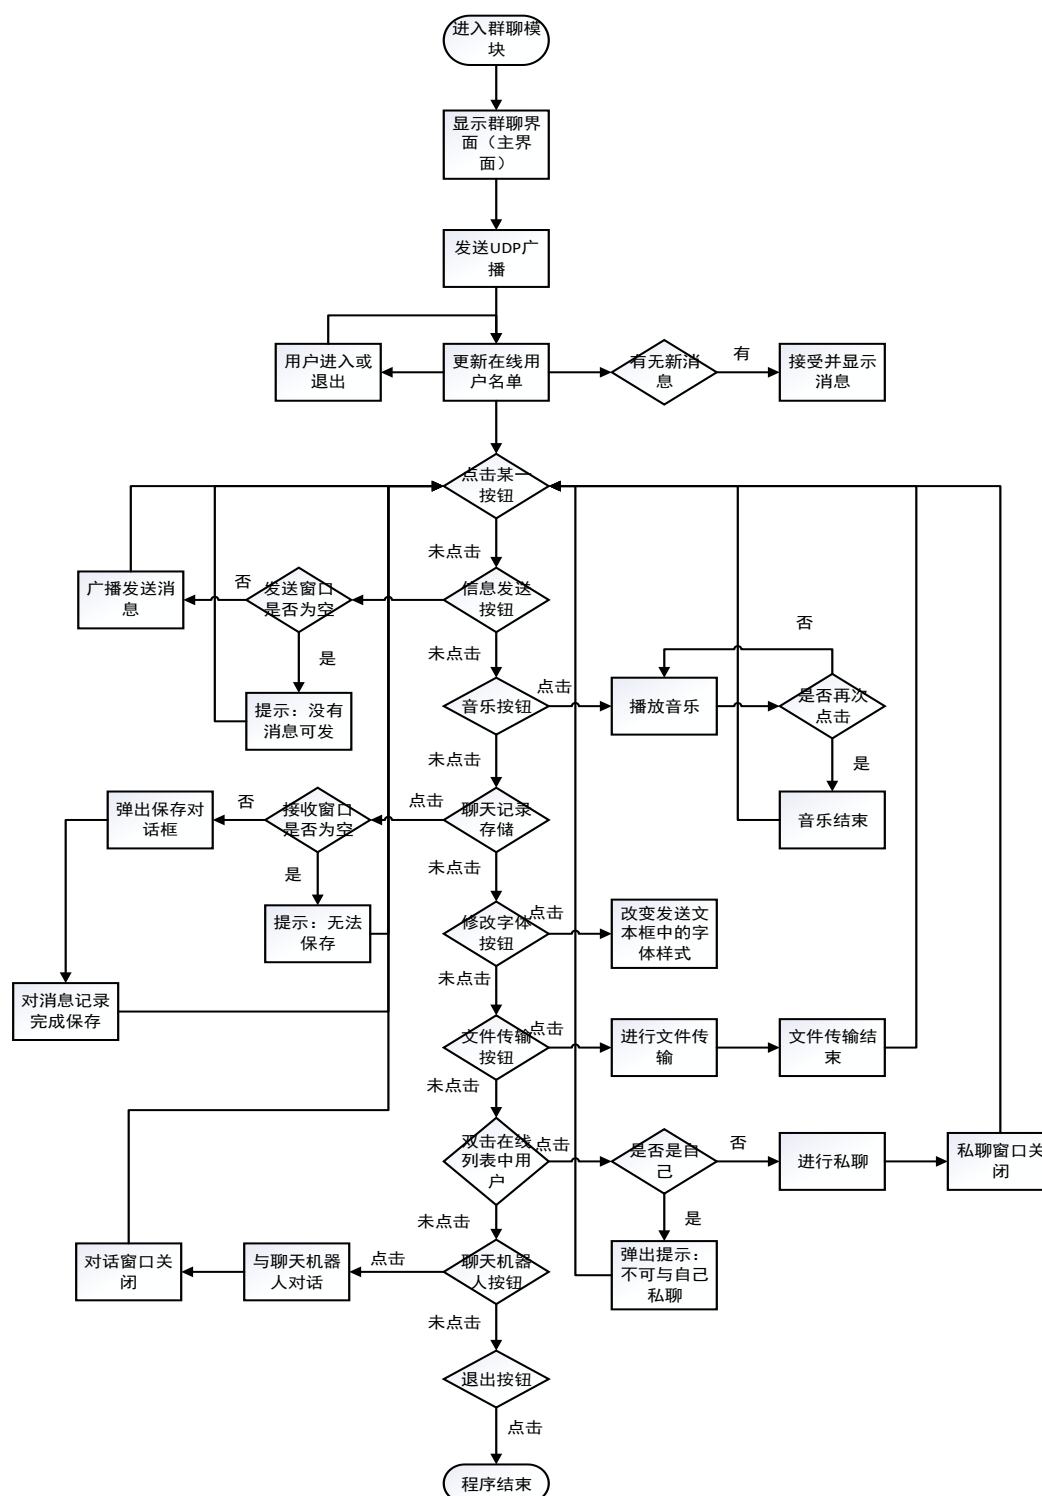 进入群聊模
块
显示群聊界
面（主界
面）
发送UDP广
播
用户进入或
退出
更新在线用
户名单
有无新消
息
有
接受并显示
消息
点击某一
按钮
未点击
广播发送消
息
否
发送窗口
是否为空
信息发送
按钮
是
未点击
否
提示：没有
消息可发
音乐按钮
点击
播放音乐
是否再次
点击
未点击
是
弹出保存对
话框
否
接收窗口
是否为空
点击
聊天记录
存储
音乐结束
是
未点击
提示：无法
保存
修改字体
按钮
点击
改变发送文
本框中的字
体样式
未点击
对消息记录
完成保存
文件传输
按钮
点击
进行文件传
输
文件传输结
束
未点击
双击在线
列表中用
户
点击
是否是自
己
否
进行私聊
私聊窗口关
闭
未点击
是
对话窗口关
闭
与聊天机器
人对话
点击
聊天机器
人按钮
弹出提示：
不可与自己
私聊
未点击
退出按钮
点击
程序结束